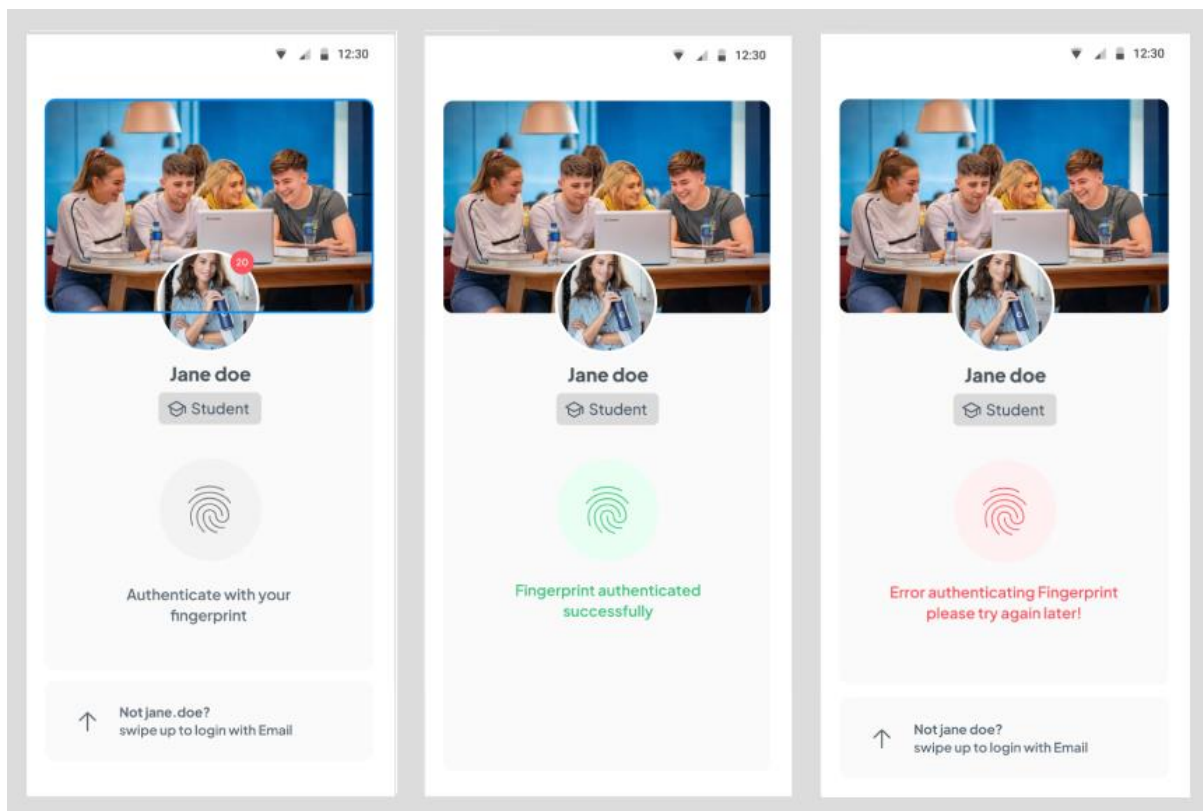 12:30
20
Jane doe
Student
Authenticate with your
fingerprint
Not jane.doe?
swipe up to login with Email
12:30
Jane doe
Student
Fingerprint authenticated
successfully
12:30
Jane doe
Student
Error authenticating Fingerprint
please try again later!
Not jane doe?
swipe up to login with Email